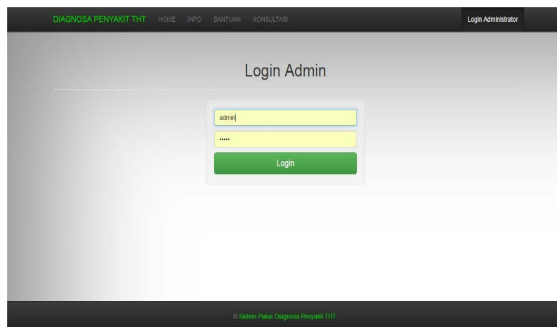 DIAGNOSA PENYAKIT THT HOME INFO BANTUAN KONSULTASI Login Administrator
Login Admin
admin
•••••
Login
© Sistem Pakar Diagnosa Penyakit THT